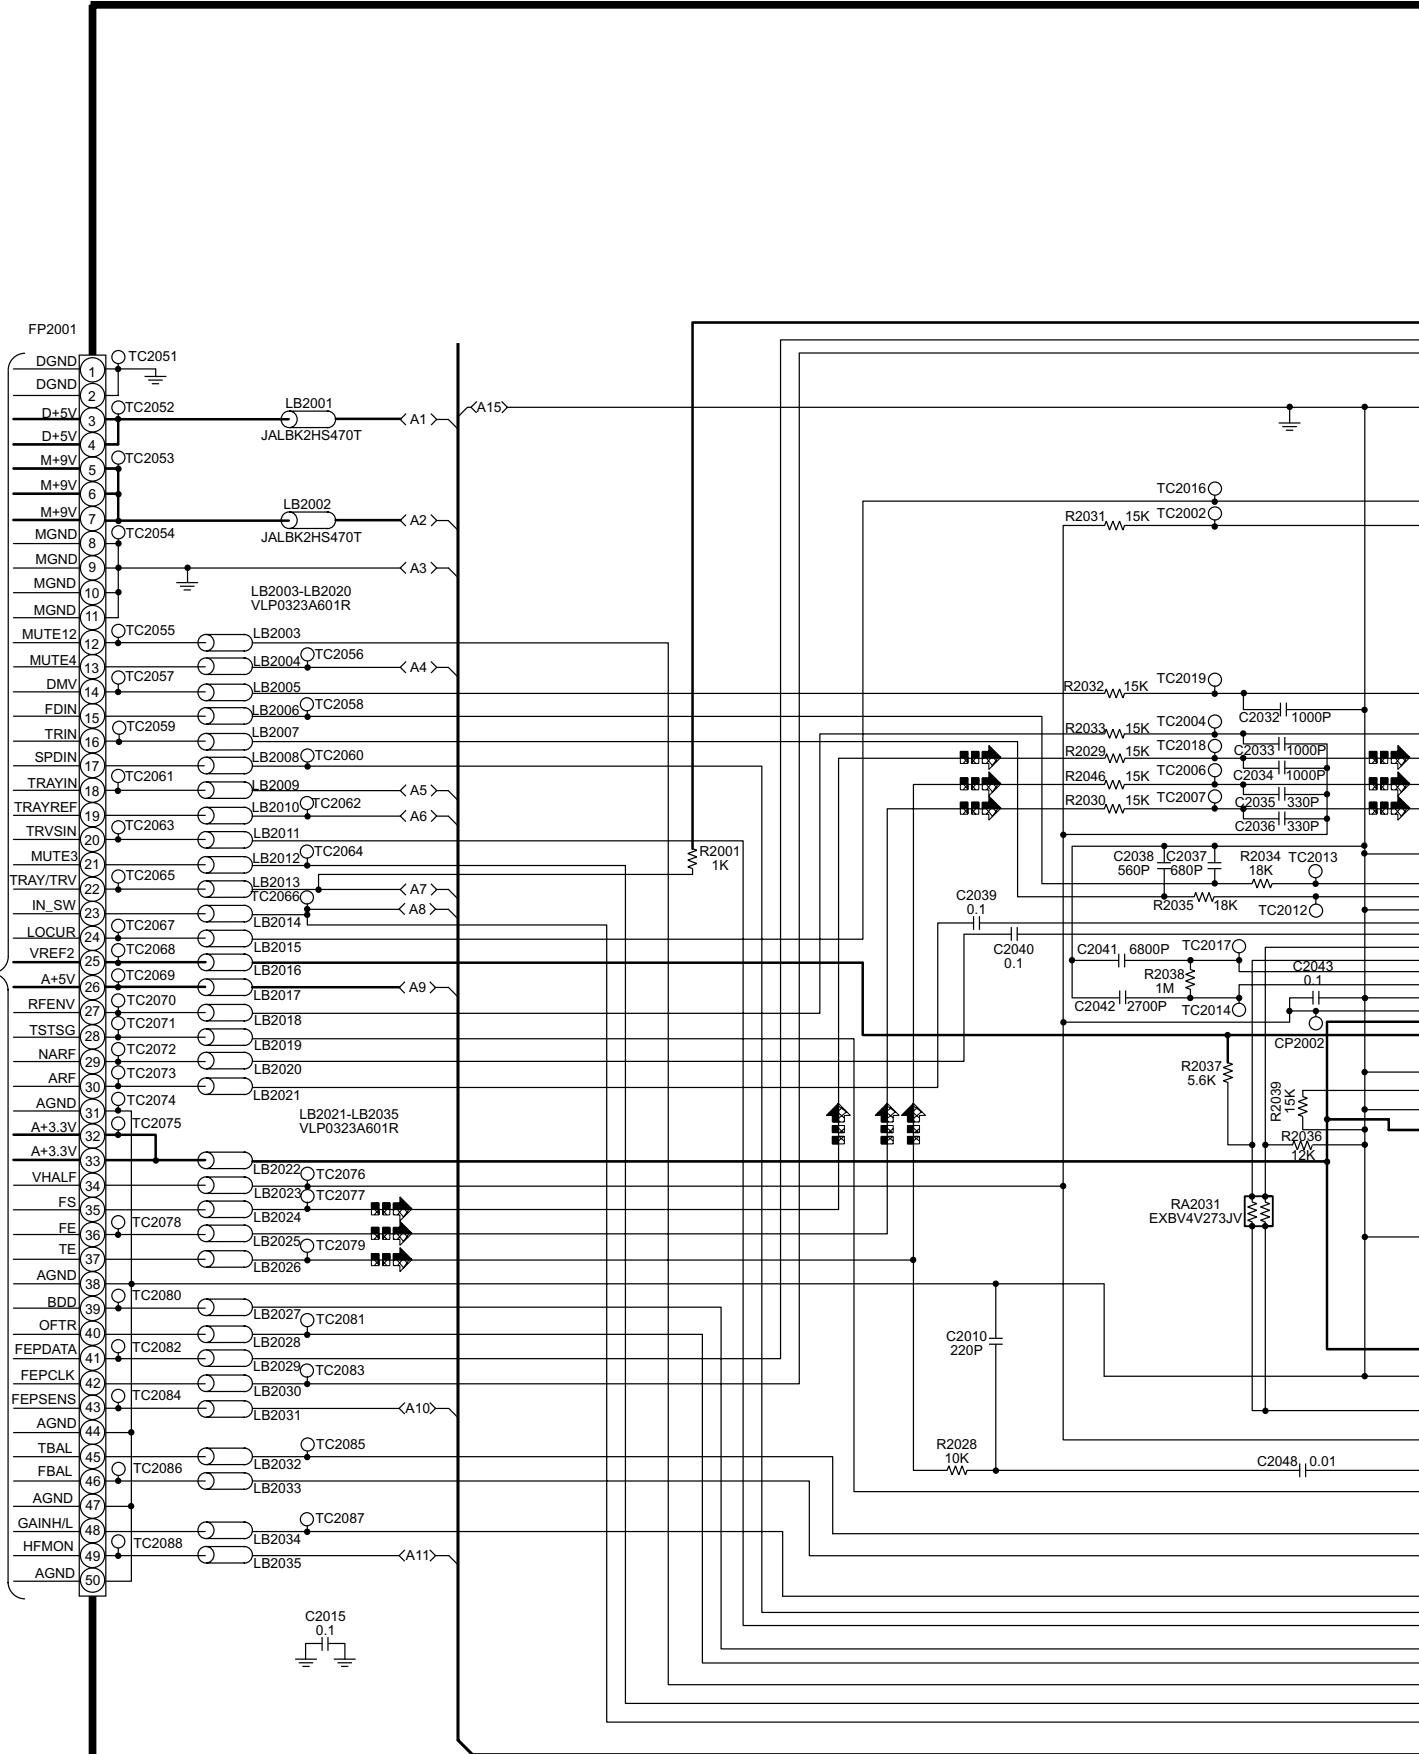 FP2001
DGND 1 TC2051
DGND 2
D+5V 3 TC2052 LB2001 JALBK2HS470T A1 A15
D+5V 4
M+9V 5 TC2053
M+9V 6
M+9V 7 LB2002 JALBK2HS470T A2
MGND 8 TC2054
MGND 9 A3
MGND 10
MGND 11
LB2003-LB2020
VLP0323A601R
MUTE12 12 TC2055 LB2003
MUTE4 13 LB2004 TC2056 A4
DMV 14 TC2057 LB2005
FDIN 15 LB2006 TC2058
TRIN 16 TC2059 LB2007
SPDIN 17 LB2008 TC2060
TRAYIN 18 TC2061 LB2009 A5
TRAYREF 19 LB2010 TC2062 A6
TRVSIN 20 TC2063 LB2011
MUTE3 21 LB2012 TC2064
TRAY/TRV 22 TC2065 LB2013 A7
IN_SW 23 TC2066 LB2014 A8
LOCUR 24 TC2067 LB2015
VREF2 25 TC2068 LB2016
A+5V 26 TC2069 LB2017 A9
RFENV 27 TC2070 LB2018
TSTSG 28 TC2071 LB2019
NARF 29 TC2072 LB2020
ARF 30 TC2073 LB2021
AGND 31 TC2074
LB2021-LB2035
VLP0323A601R
A+3.3V 32 TC2075
A+3.3V 33 LB2022
VHALF 34 LB2023 TC2076
FS 35 LB2024 TC2077
FE 36 TC2078 LB2025
TE 37 LB2026 TC2079
AGND 38
BDD 39 TC2080 LB2027
OFTR 40 LB2028 TC2081
FEPDATA 41 TC2082 LB2029
FEPCLK 42 LB2030 TC2083
FEPSENS 43 TC2084 LB2031 A10
AGND 44
TBAL 45 LB2032 TC2085
FBAL 46 TC2086 LB2033
AGND 47
GAINH/L 48 LB2034 TC2087
HFMON 49 TC2088 LB2035 A11
AGND 50
C2015
0.1
R2001
1K
TC2016
R2031 15K TC2002
R2032 15K TC2019
C2032 1000P
R2033 15K TC2004
C2033 1000P
R2029 15K TC2018
C2034 1000P
R2046 15K TC2006
C2035 330P
R2030 15K TC2007
C2036 330P
C2038
560P
C2037
680P
R2034
18K
TC2013
R2035 18K
TC2012
C2039
0.1
C2040
0.1
C2041 6800P TC2017
R2038
1M
C2043
0.1
C2042 2700P TC2014
CP2002
R2037
5.6K
R2039
15K
R2036
12K
RA2031
EXBV4V273JV
C2010
220P
R2028
10K
C2048 0.01